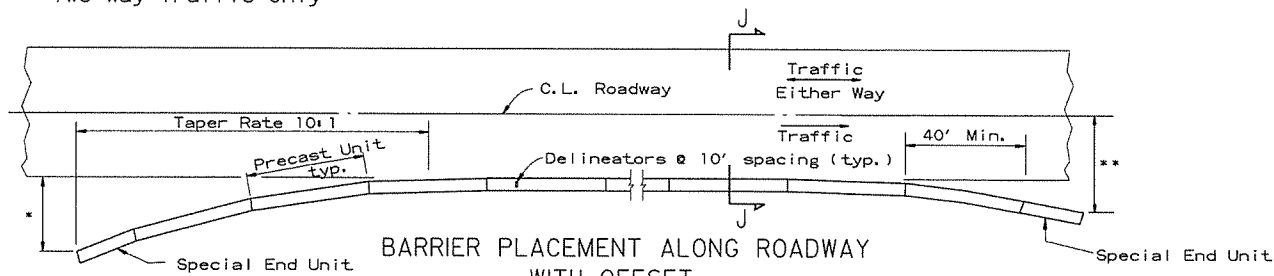 Two Way Traffic Only
J
Traffic
Either Way
C.L. Roadway
Taper Rate 10:1
Traffic
40' Min.
Precast Unit
typ.
Delineators @ 10' spacing (typ.)
*
**
J
BARRIER PLACEMENT ALONG ROADWAY
WITH OFFSET
Special End Unit
Special End Unit